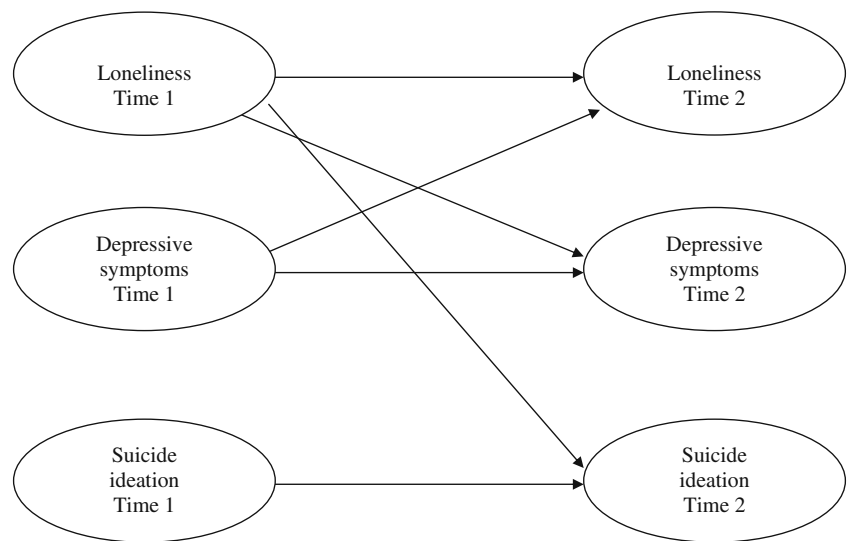 Loneliness
Time 1
Loneliness
Time 2
Depressive
symptoms
Time 1
Depressive
symptoms
Time 2
Suicide
ideation
Time 1
Suicide
ideation
Time 2